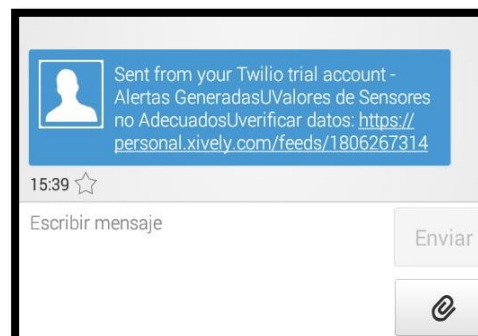 Sent from your Twilio trial account -
Alertas GeneradasUValores de Sensores
no AdecuadosUverificar datos: https://
personal.xively.com/feeds/1806267314
15:39
Escribir mensaje
Enviar